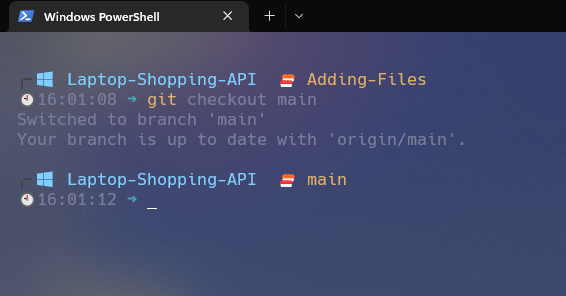 Windows PowerShell
Laptop-Shopping-API Adding-Files
16:01:08 → git checkout main
Switched to branch 'main'
Your branch is up to date with 'origin/main'.
Laptop-Shopping-API main
16:01:12 → _